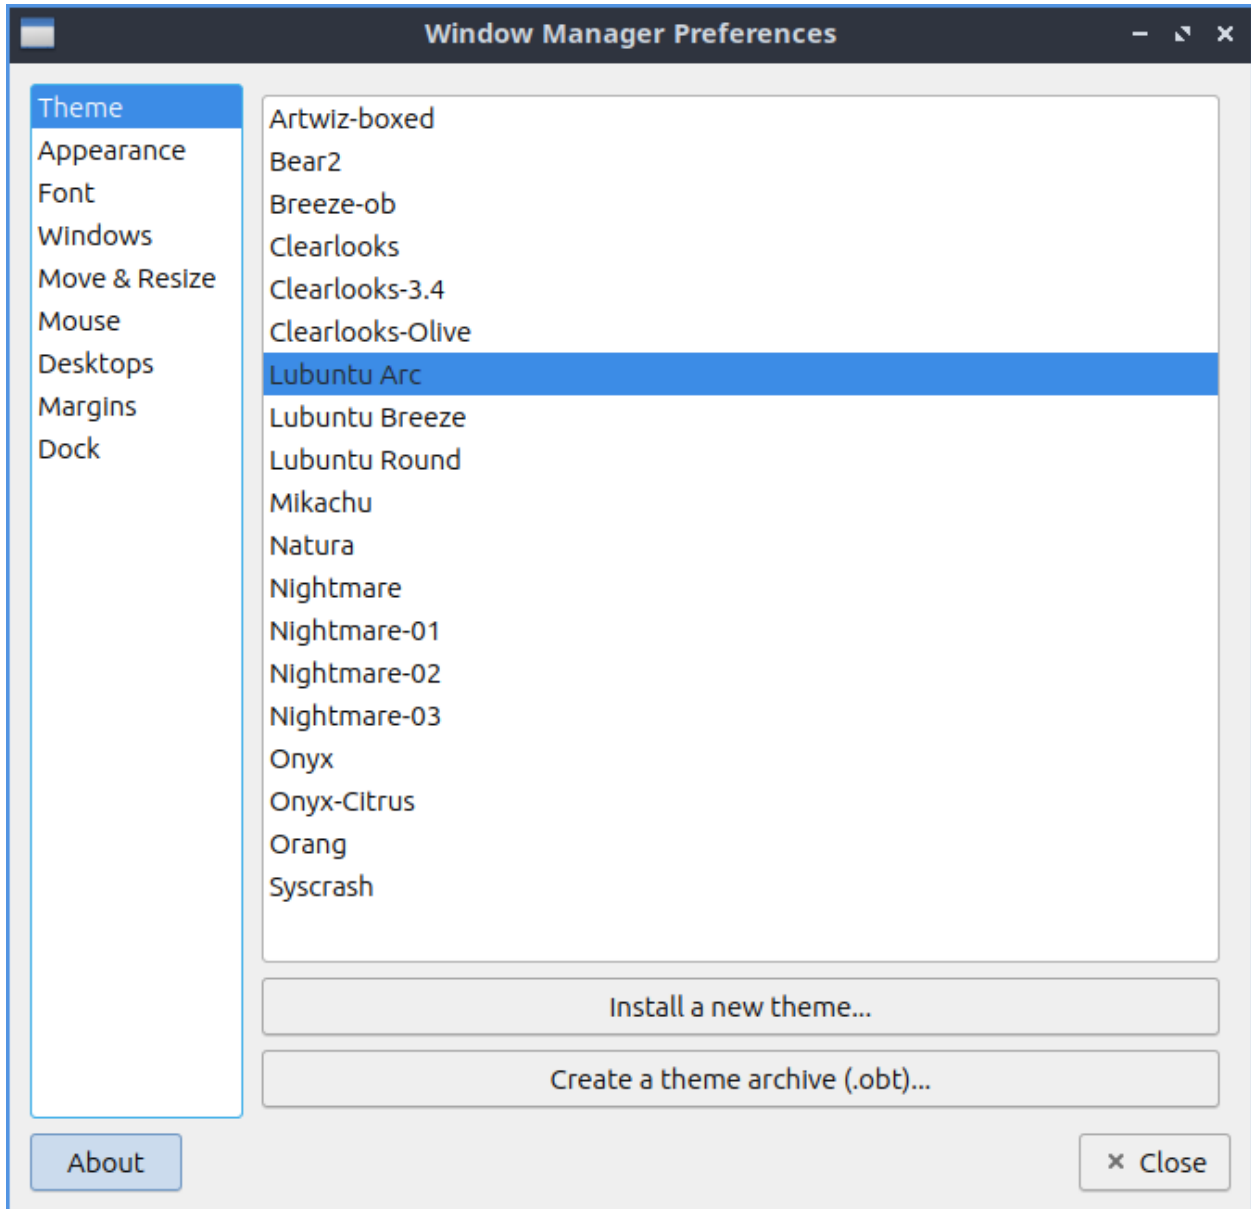 Window Manager Preferences
Theme
Appearance
Font
Windows
Move & Resize
Mouse
Desktops
Margins
Dock
Artwiz-boxed
Bear2
Breeze-ob
Clearlooks
Clearlooks-3.4
Clearlooks-Olive
Lubuntu Arc
Lubuntu Breeze
Lubuntu Round
Mikachu
Natura
Nightmare
Nightmare-01
Nightmare-02
Nightmare-03
Onyx
Onyx-Citrus
Orang
Syscrash
Install a new theme...
Create a theme archive (.obt)...
About
Close